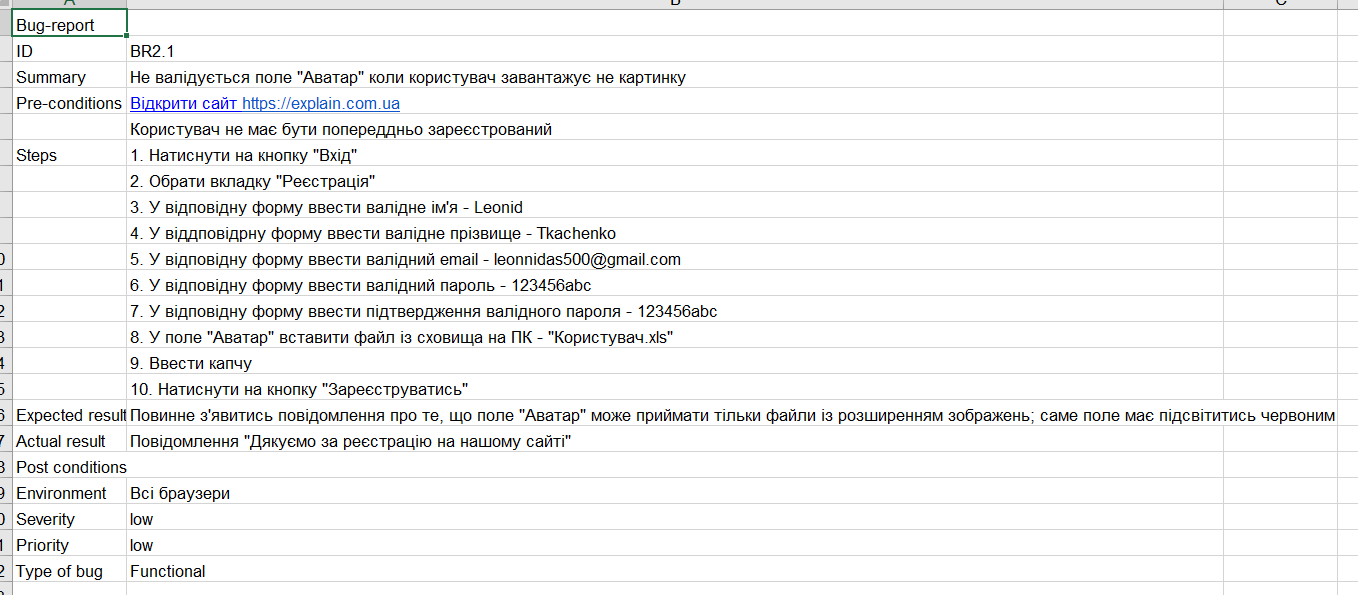 Bug-report
ID BR2.1
Summary Не валідується поле "Аватар" коли користувач завантажує не картинку
Pre-conditions Відкрити сайт https://explain.com.ua
Користувач не має бути попереддньо зареєстрований
Steps 1. Натиснути на кнопку "Вхід"
2. Обрати вкладку "Реєстрація"
3. У відповідну форму ввести валідне ім'я - Leonid
4. У віддповідрну форму ввести валідне прізвище - Tkachenko
5. У відповідну форму ввести валідний email - leonnidas500@gmail.com
6. У відповідну форму ввести валідний пароль - 123456abc
7. У відповідну форму ввести підтвердження валідного пароля - 123456abc
8. У поле "Аватар" вставити файл із сховища на ПК - "Користувач.xls"
9. Ввести капчу
10. Натиснути на кнопку "Зареєструватись"
Expected result Повинне з'явитись повідомлення про те, що поле "Аватар" може приймати тільки файли із розширенням зображень; саме поле має підсвітитись червоним
Actual result Повідомлення "Дякуємо за реєстрацію на нашому сайті"
Post conditions
Environment Всі браузери
Severity low
Priority low
Type of bug Functional